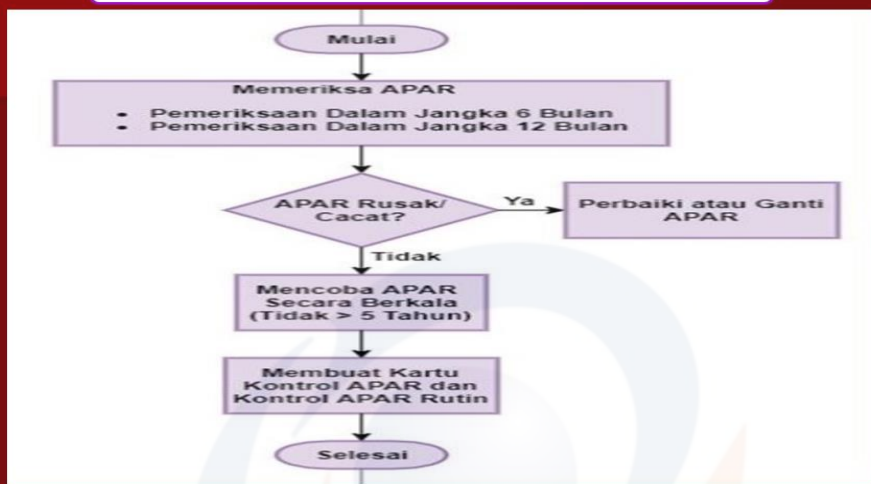 Mulai
Memeriksa APAR
• Pemeriksaan Dalam Jangka 6 Bulan
• Pemeriksaan Dalam Jangka 12 Bulan
APAR Rusak/
Cacat?
Ya
Perbaiki atau Ganti
APAR
Tidak
Mencoba APAR
Secara Berkala
(Tidak > 5 Tahun)
Membuat Kartu
Kontrol APAR dan
Kontrol APAR Rutin
Selesai